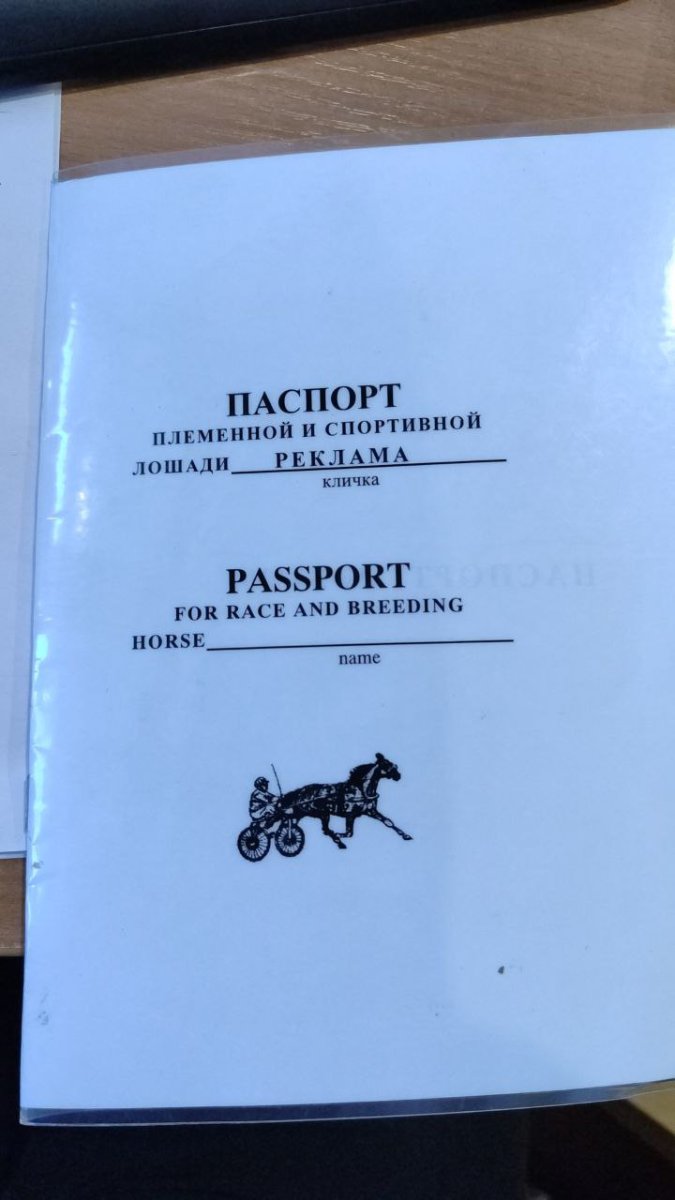 ПАСПОРТ
ПЛЕМЕННОЙ И СПОРТИВНОЙ
ЛОШАДИ РЕКЛАМА
кличка
PASSPORT
FOR RACE AND BREEDING
HORSE
name